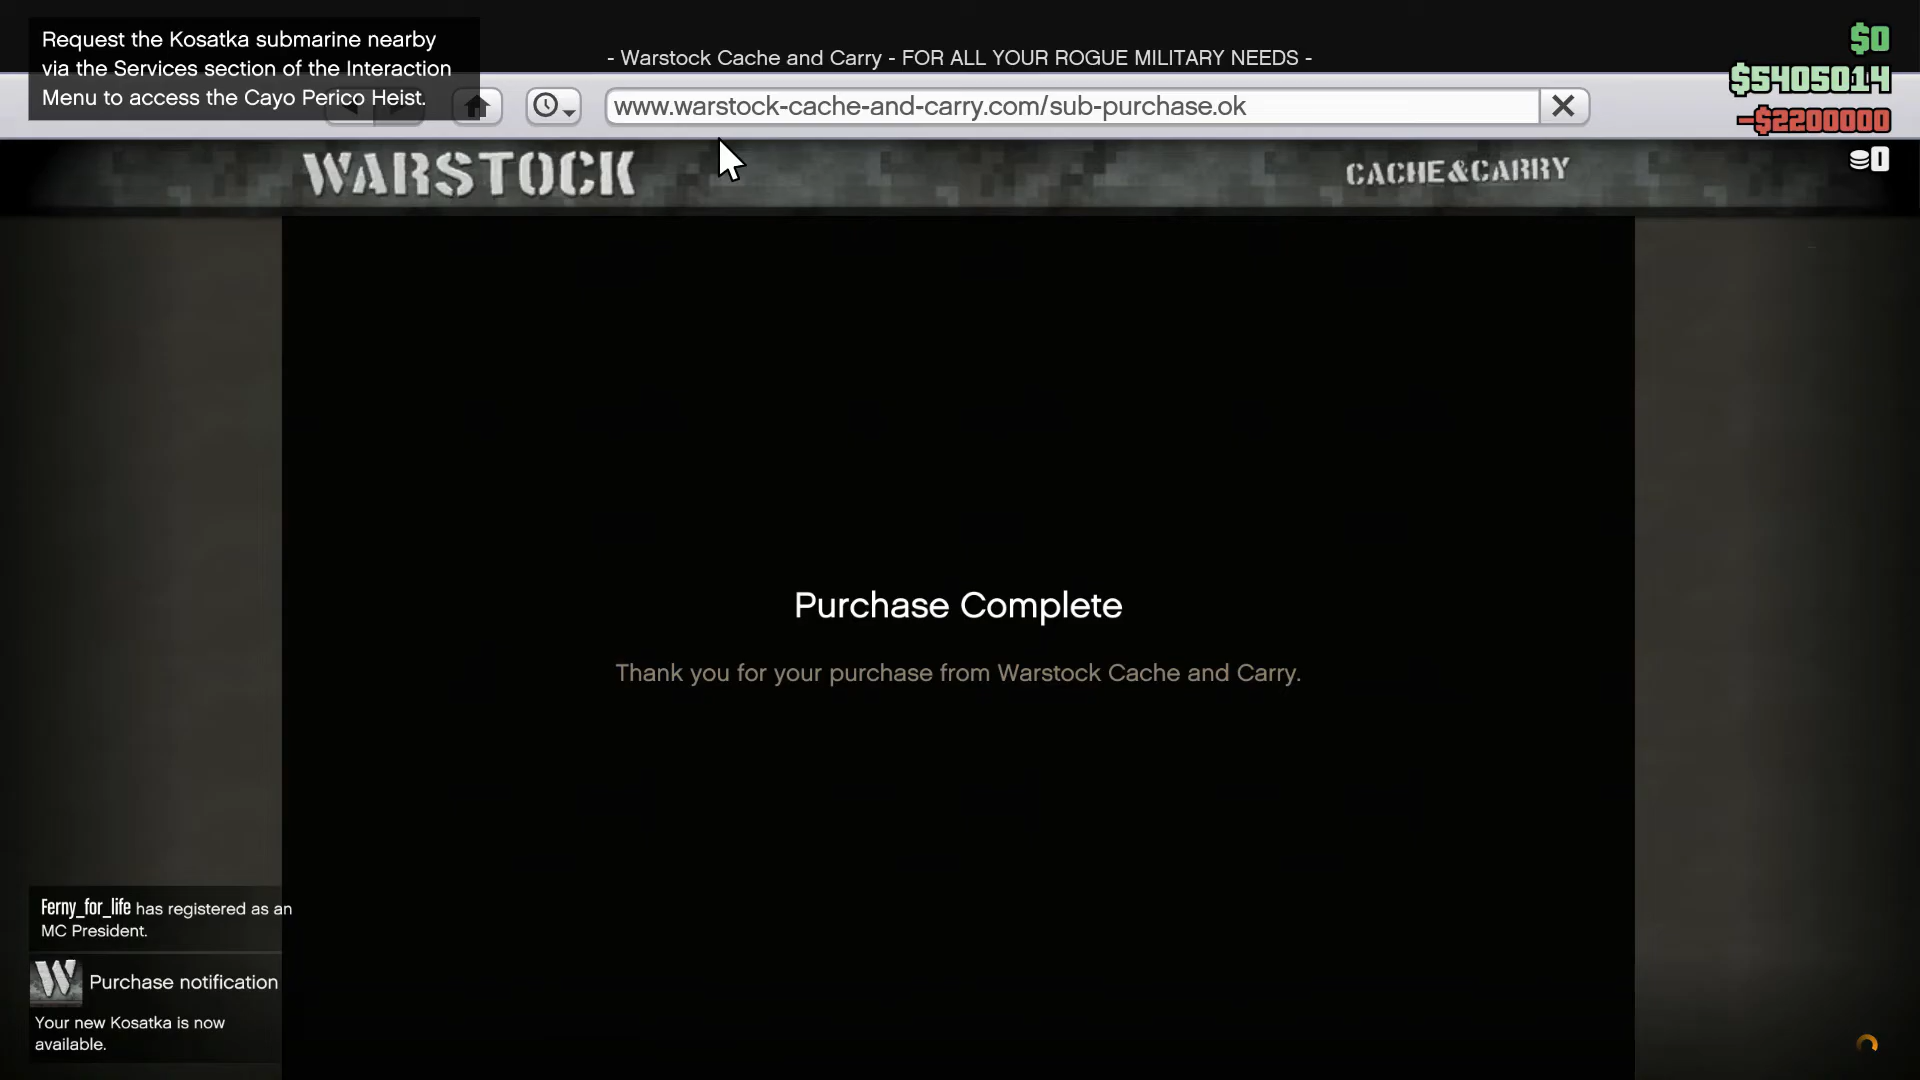 Request the Kosatka submarine nearby
via the Services section of the Interaction
Menu to access the Cayo Perico Heist.
- Warstock Cache and Carry - FOR ALL YOUR ROGUE MILITARY NEEDS -
$0
$5405014
-$2200000
0
www.warstock-cache-and-carry.com/sub-purchase.ok
WARSTOCK
CACHE&CARRY
Purchase Complete
Thank you for your purchase from Warstock Cache and Carry.
Ferny_for_life has registered as an
MC President.
W
Purchase notification
Your new Kosatka is now
available.